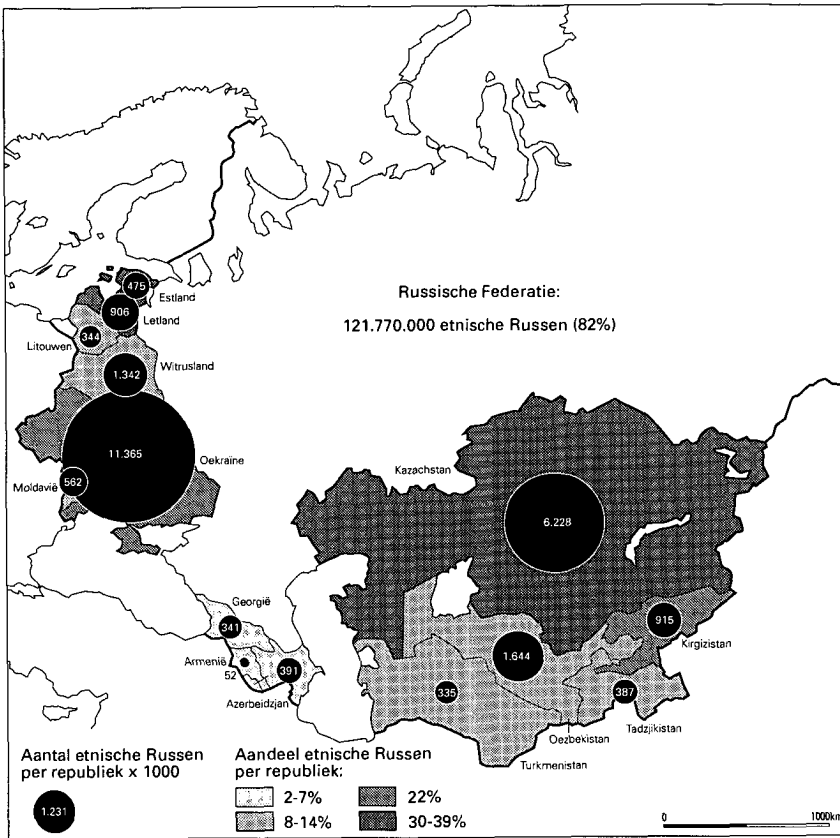 Russische Federatie:
121.770.000 etnische Russen (82%)
475
Estland
906
Letland
344
Litouwen
1.342
Witrusland
11.365
Oekraïne
562
Moldavië
Kazachstan
6.228
Georgië
341
Armenië
52
391
Azerbeidzjan
915
Kirgizistan
1.644
335
387
Oezbekistan
Tadzjikistan
Turkmenistan
Aantal etnische Russen
per republiek x 1000
1.231
Aandeel etnische Russen
per republiek:
2-7%
22%
8-14%
30-39%
0
1000km